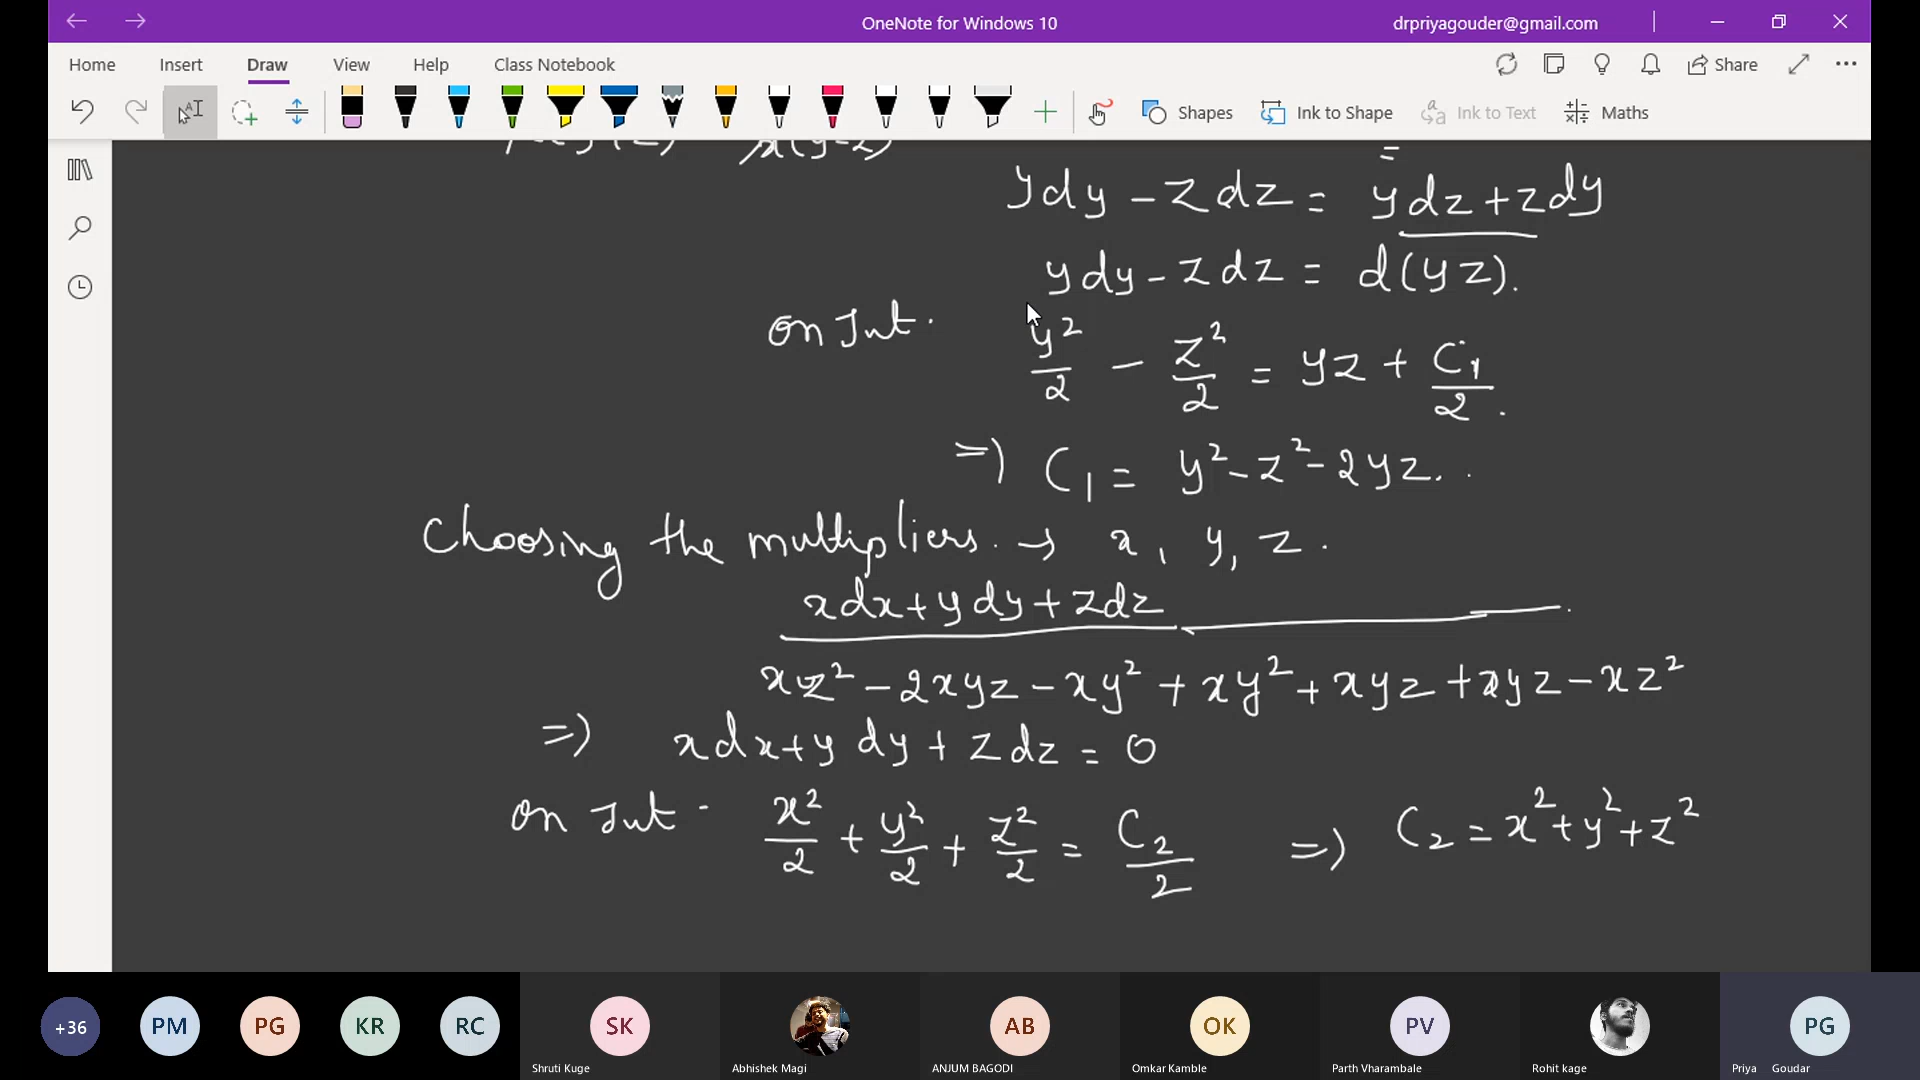 OneNote for Windows 10
drpriyagouder@gmail.com
Home Insert Draw View Help Class Notebook Share
Shapes Ink to Shape Ink to Text Maths
ydy - zdz = ydz + zdy
ydy - zdz = d(yz).
on Int. y²/2 - z²/2 = yz + C₁/2.
=) C₁ = y² - z² - 2yz.
Choosing the multipliers. → x, y, z.
xdx + ydy + zdz
xz² - 2xyz - xy² + xy² + xyz + xyz - xz²
=) xdx + ydy + zdz = 0
on Int - x²/2 + y²/2 + z²/2 = C₂/2 =) C₂ = x² + y² + z²
+36 PM PG KR RC SK AB OK PV PG
Shruti Kuge Abhishek Magi ANJUM BAGODI Omkar Kamble Parth Vharambale Rohit kage Priya Goudar